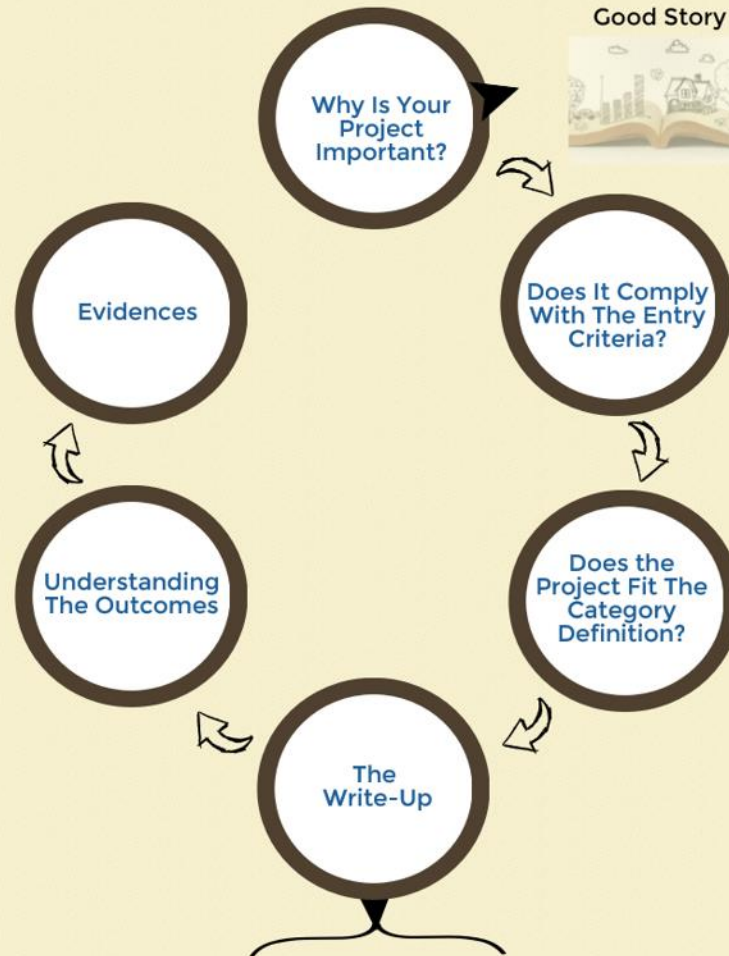 Good Story
Why Is Your
Project
Important?
Does It Comply
With The Entry
Criteria?
Does the
Project Fit The
Category
Definition?
The
Write-Up
Understanding
The Outcomes
Evidences